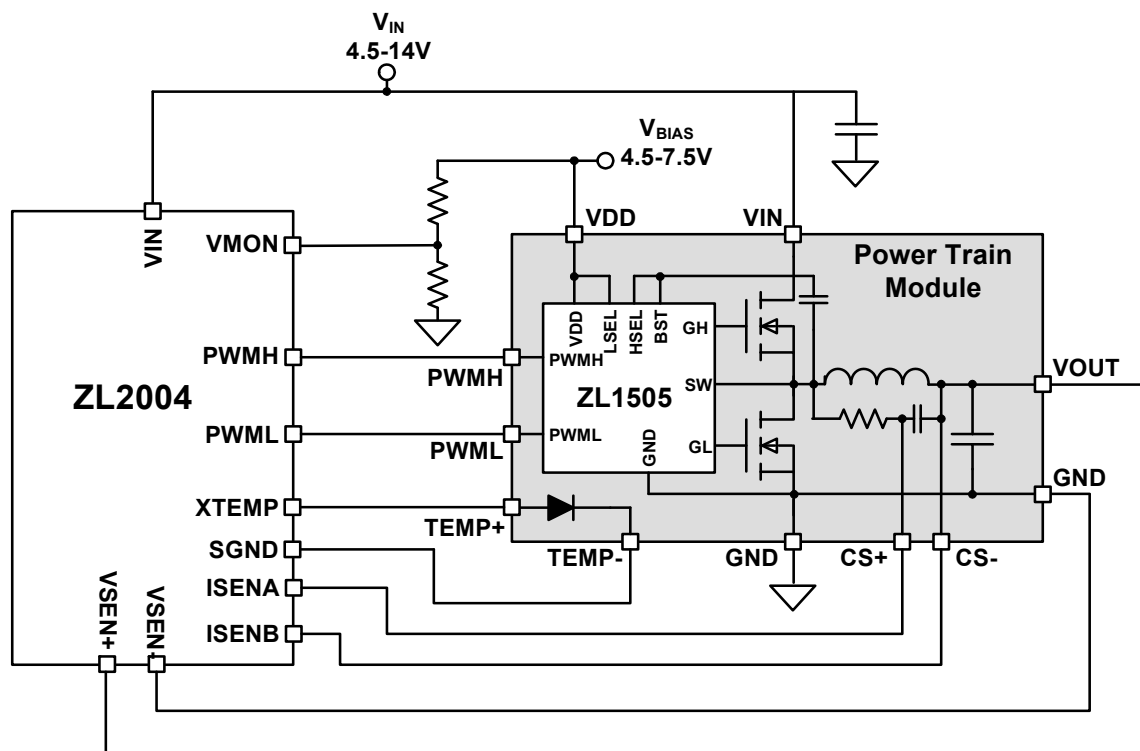 VIN
4.5-14V
VBIAS
4.5-7.5V
VDD
VIN
Power Train
Module
VIN
VMON
PWMH
PWML
XTEMP
SGND
ISENA
ISENB
VSEN+
VSEN-
ZL2004
PWMH
PWML
TEMP+
TEMP-
VDD
LSEL
HSEL
BST
GH
PWMH
SW
ZL1505
PWML
GND
GL
VOUT
GND
GND
CS+
CS-